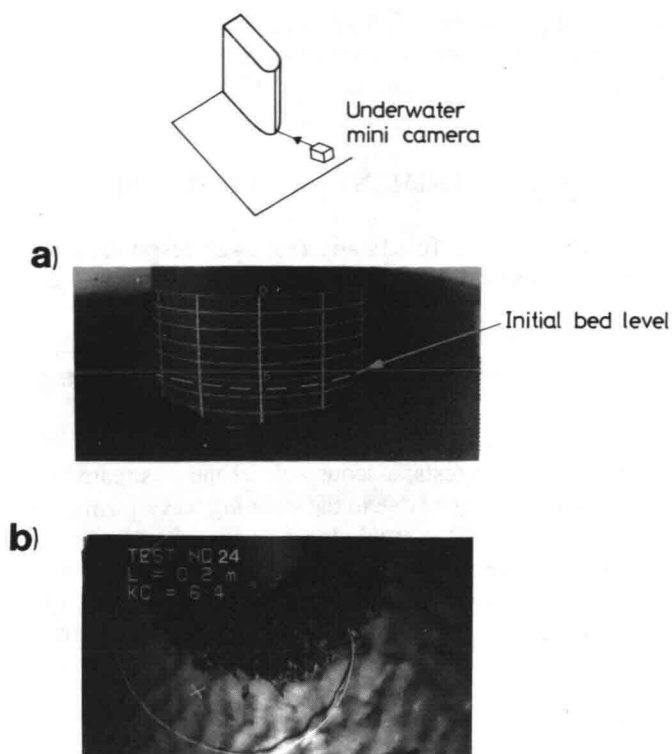 Underwater
mini camera
a)
Initial bed level
b)
TEST NO 24
L = 0.2 m
KC = 6.4